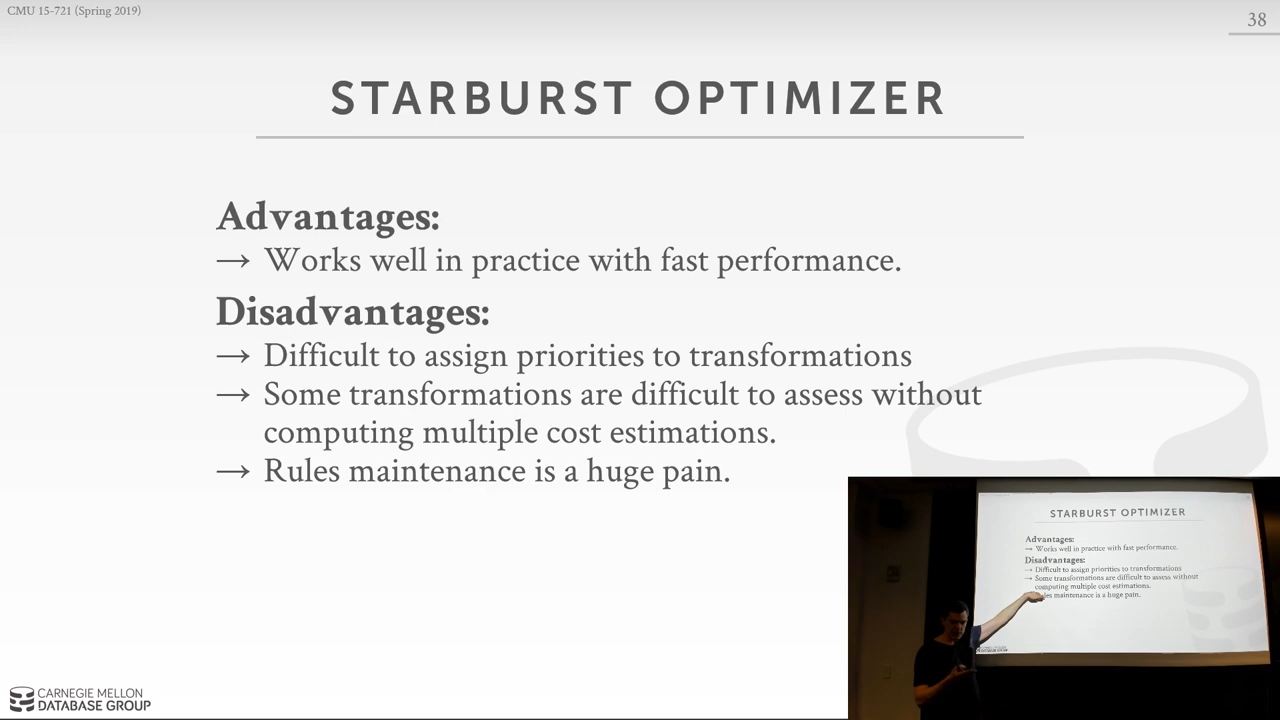 CMU 15-721 (Spring 2019)
38
STARBURST OPTIMIZER
Advantages:
→ Works well in practice with fast performance.
Disadvantages:
→ Difficult to assign priorities to transformations
→ Some transformations are difficult to assess without
computing multiple cost estimations.
→ Rules maintenance is a huge pain.
CARNEGIE MELLON
DATABASE GROUP
STARBURST OPTIMIZER
Advantages:
→ Works well in practice with fast performance.
Disadvantages:
→ Difficult to assign priorities to transformations
→ Some transformations are difficult to assess without
computing multiple cost estimations.
maintenance is a huge pain.